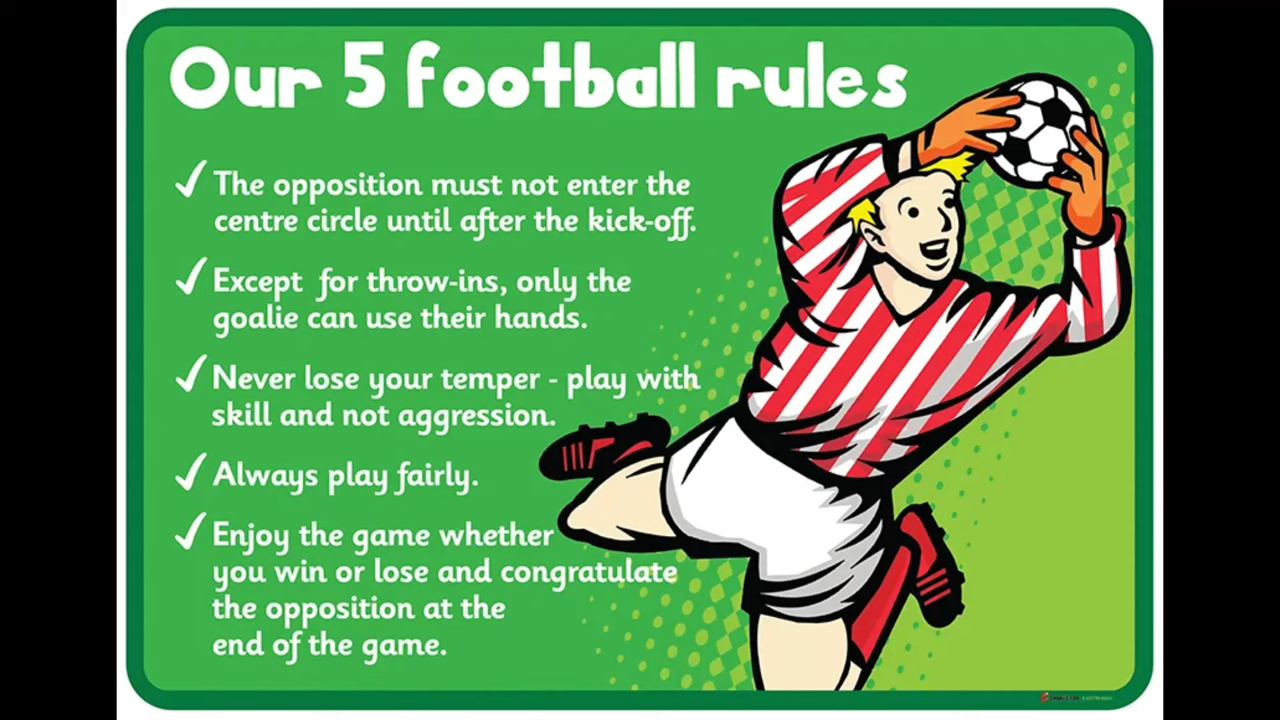 Our 5 football rules
The opposition must not enter the
centre circle until after the kick-off.
Except for throw-ins, only the
goalie can use their hands.
Never lose your temper - play with
skill and not aggression.
Always play fairly.
Enjoy the game whether
you win or lose and congratulate
the opposition at the
end of the game.